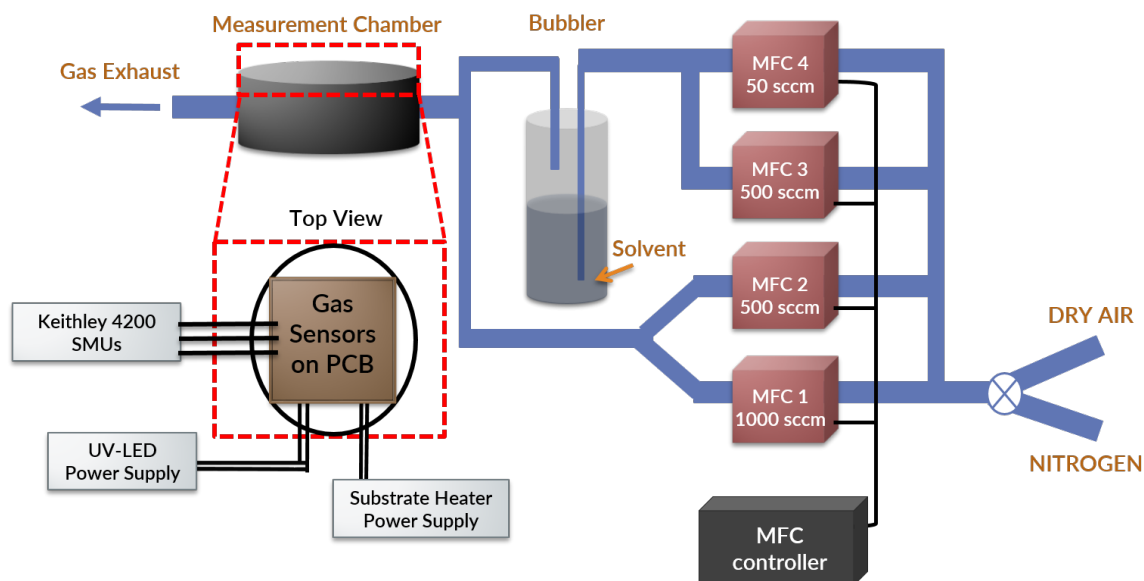 Measurement Chamber
Bubbler
Gas Exhaust
MFC 4
50 sccm
MFC 3
500 sccm
Top View
Solvent
MFC 2
500 sccm
Gas
Sensors
on PCB
Keithley 4200
SMUs
DRY AIR
MFC 1
1000 sccm
UV-LED
Power Supply
NITROGEN
Substrate Heater
Power Supply
MFC
controller